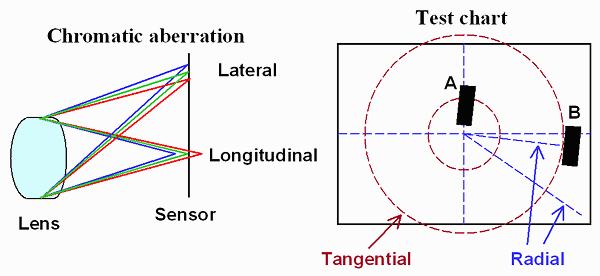 Chromatic aberration
Lateral
Longitudinal
Lens
Sensor
Test chart
A
B
Tangential
Radial